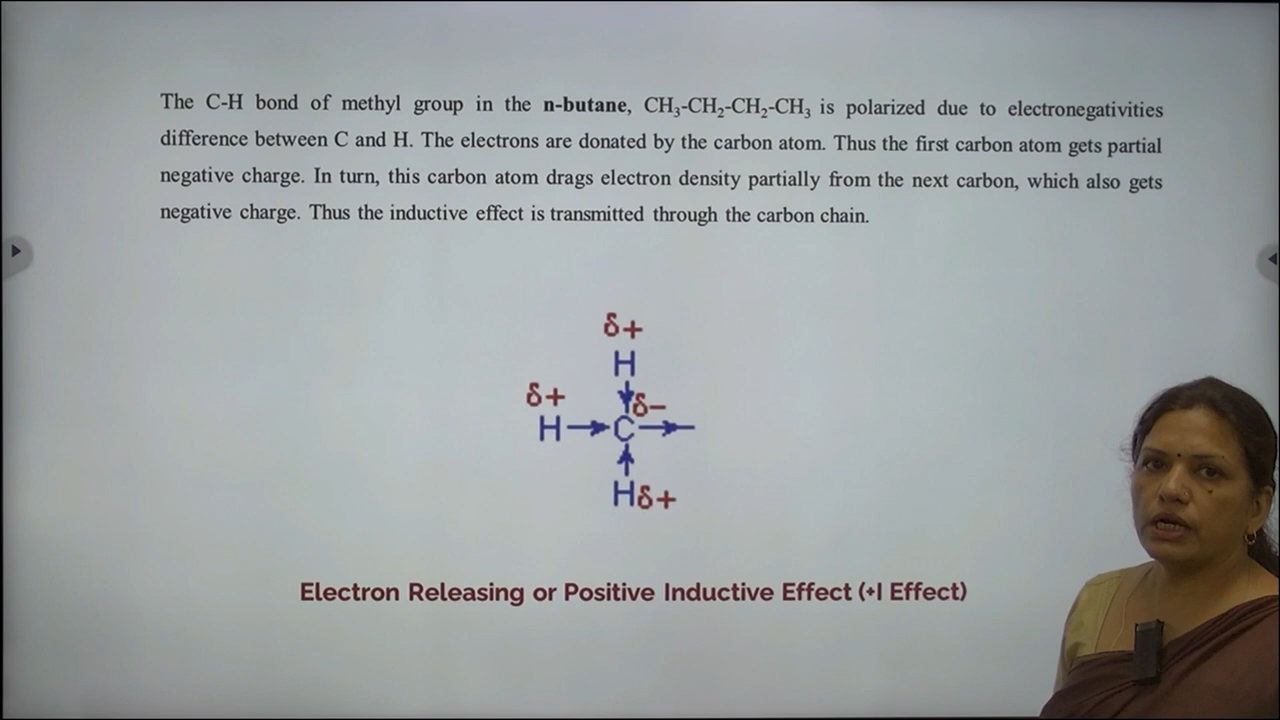 The C-H bond of methyl group in the n-butane, CH₃-CH₂-CH₂-CH₃ is polarized due to electronegativities
difference between C and H. The electrons are donated by the carbon atom. Thus the first carbon atom gets partial
negative charge. In turn, this carbon atom drags electron density partially from the next carbon, which also gets
negative charge. Thus the inductive effect is transmitted through the carbon chain.
δ+
H
δ+ δ−
H C
Hδ+
Electron Releasing or Positive Inductive Effect (+I Effect)